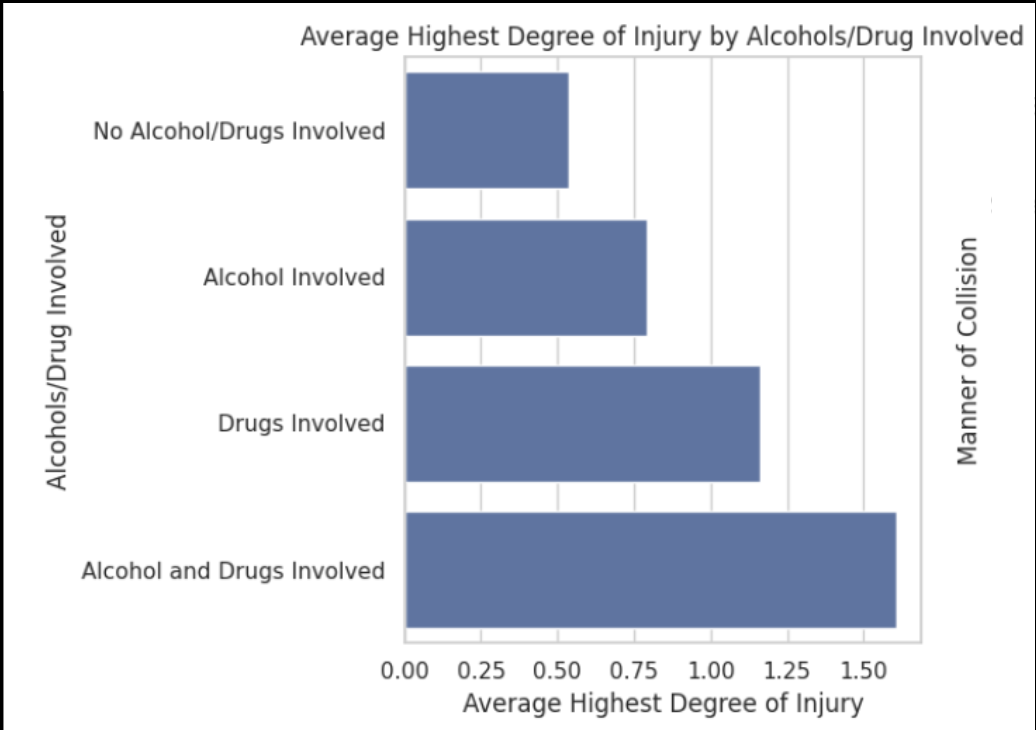 Average Highest Degree of Injury by Alcohols/Drug Involved
Alcohols/Drug Involved
No Alcohol/Drugs Involved
Alcohol Involved
Drugs Involved
Alcohol and Drugs Involved
0.00 0.25 0.50 0.75 1.00 1.25 1.50
Average Highest Degree of Injury
Manner of Collision